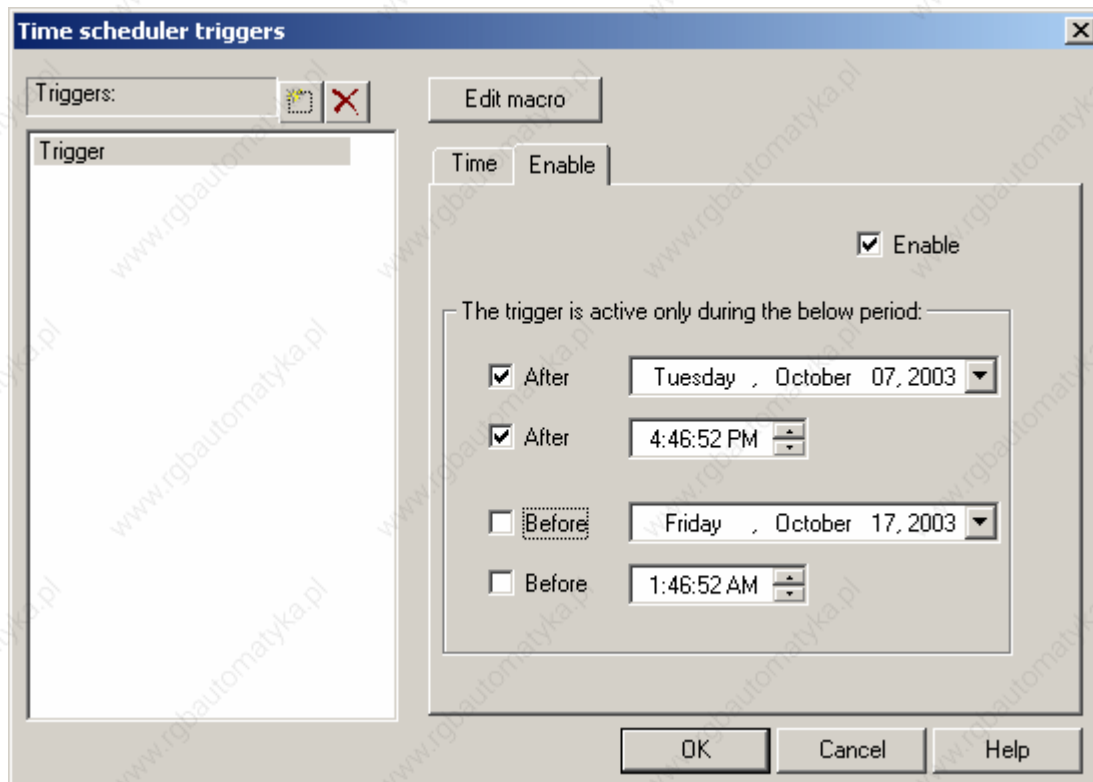 Time scheduler triggers
Triggers:
Edit macro
Trigger
Time
Enable
Enable
The trigger is active only during the below period:
After
Tuesday , October 07, 2003
After
4:46:52 PM
Before
Friday , October 17, 2003
Before
1:46:52 AM
OK
Cancel
Help
www.rgbautomatyka.pl